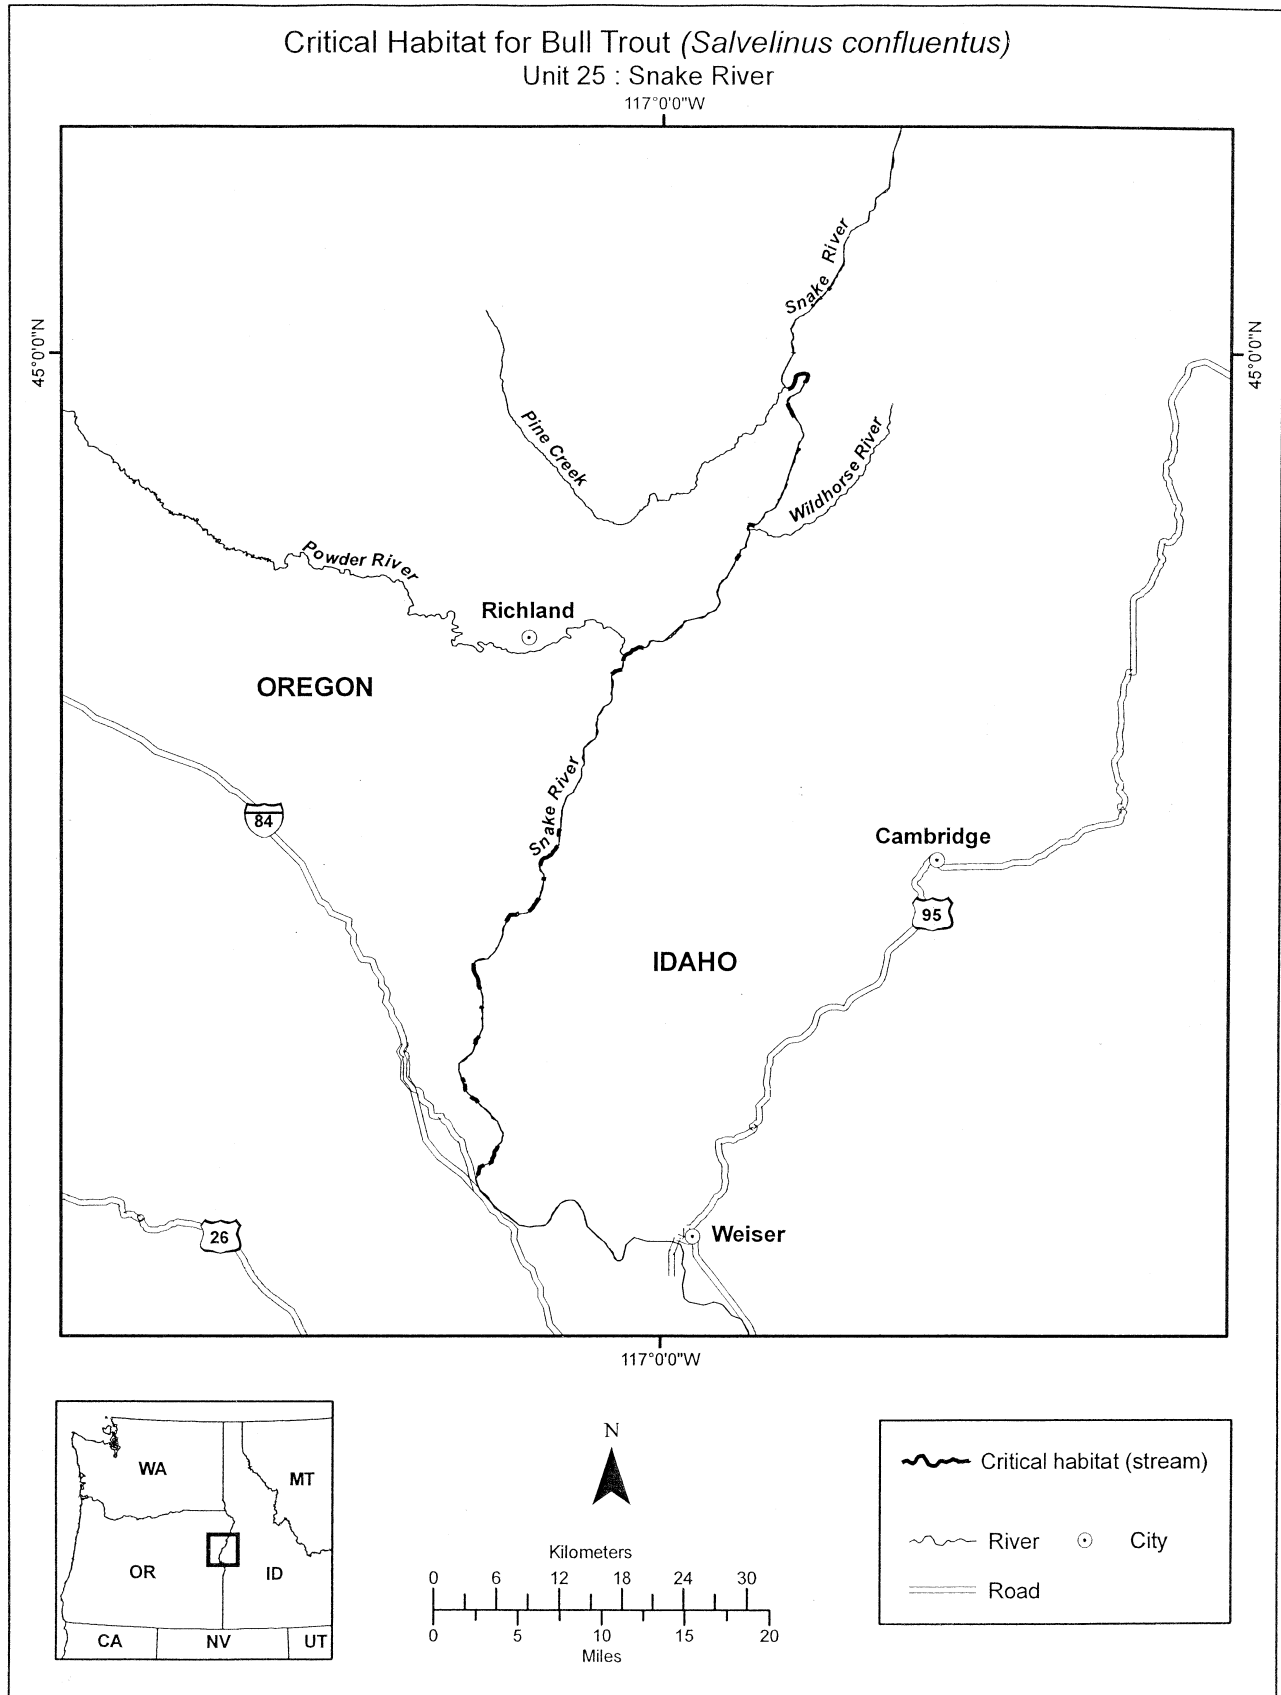 Critical Habitat for Bull Trout (Salvelinus confluentus)
Unit 25 : Snake River
117°0'0"W
45°0'0"N
45°0'0"N
Snake River
Pine Creek
Wildhorse River
Powder River
Richland
OREGON
Snake River
84
Cambridge
95
IDAHO
26
Weiser
117°0'0"W
WA
MT
OR
ID
CA
NV
UT
N
Kilometers
0 6 12 18 24 30
0 5 10 15 20
Miles
Critical habitat (stream)
River
City
Road